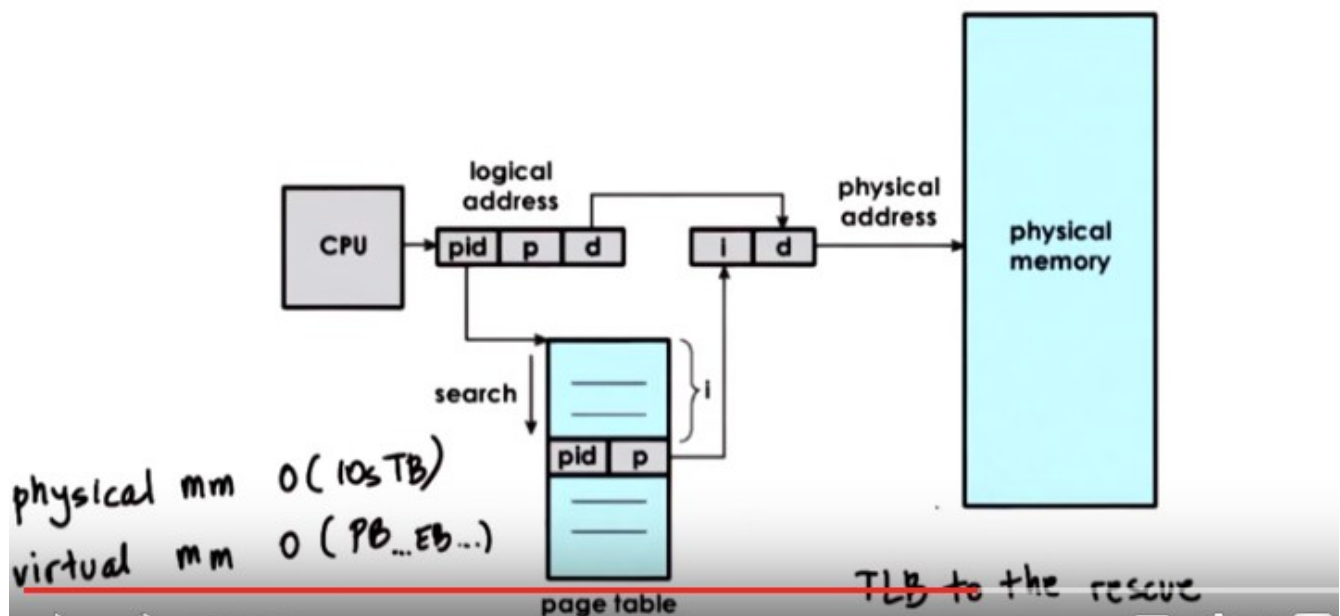 logical
address
physical
address
CPU
pid p d
i d
physical
memory
search
i
pid p
physical mm O(10s TB)
virtual mm O(PB...EB...)
TLB to the rescue
page table